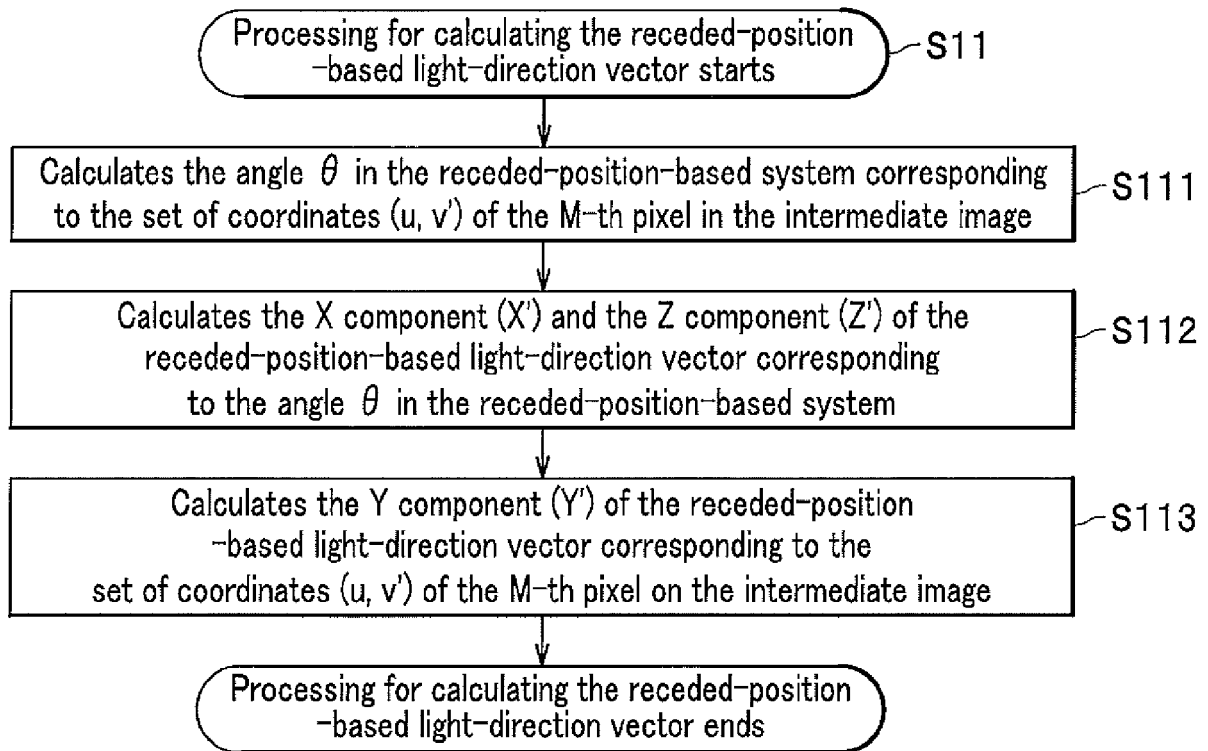 Processing for calculating the receded-position
-based light-direction vector starts
S11
Calculates the angle θ in the receded-position-based system corresponding
to the set of coordinates (u, v') of the M-th pixel in the intermediate image
S111
Calculates the X component (X') and the Z component (Z') of the
receded-position-based light-direction vector corresponding
to the angle θ in the receded-position-based system
S112
Calculates the Y component (Y') of the receded-position
-based light-direction vector corresponding to the
set of coordinates (u, v') of the M-th pixel on the intermediate image
S113
Processing for calculating the receded-position
-based light-direction vector ends